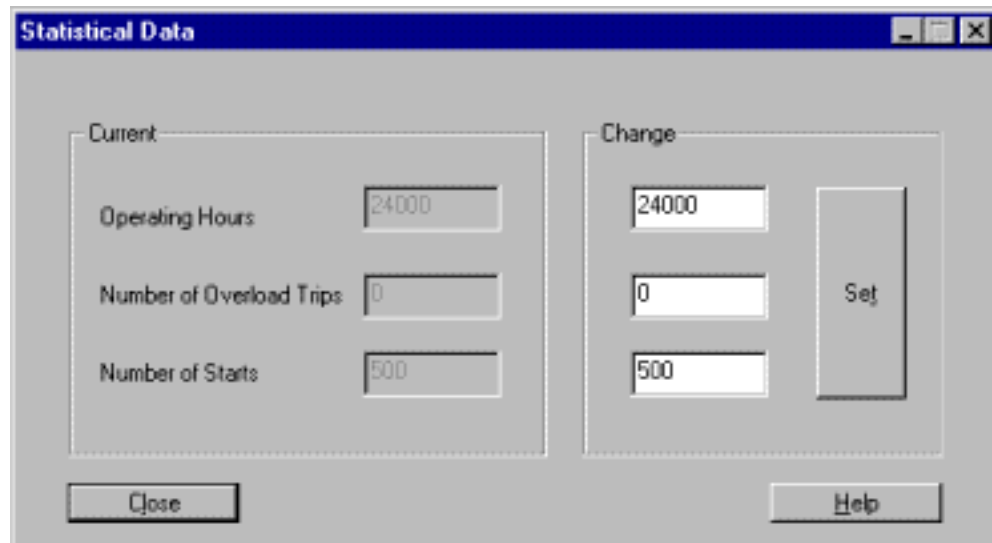 Statistical Data
Current
Change
Operating Hours 24000 24000
Number of Overload Trips 0 0
Set
Number of Starts 500 500
Close
Help